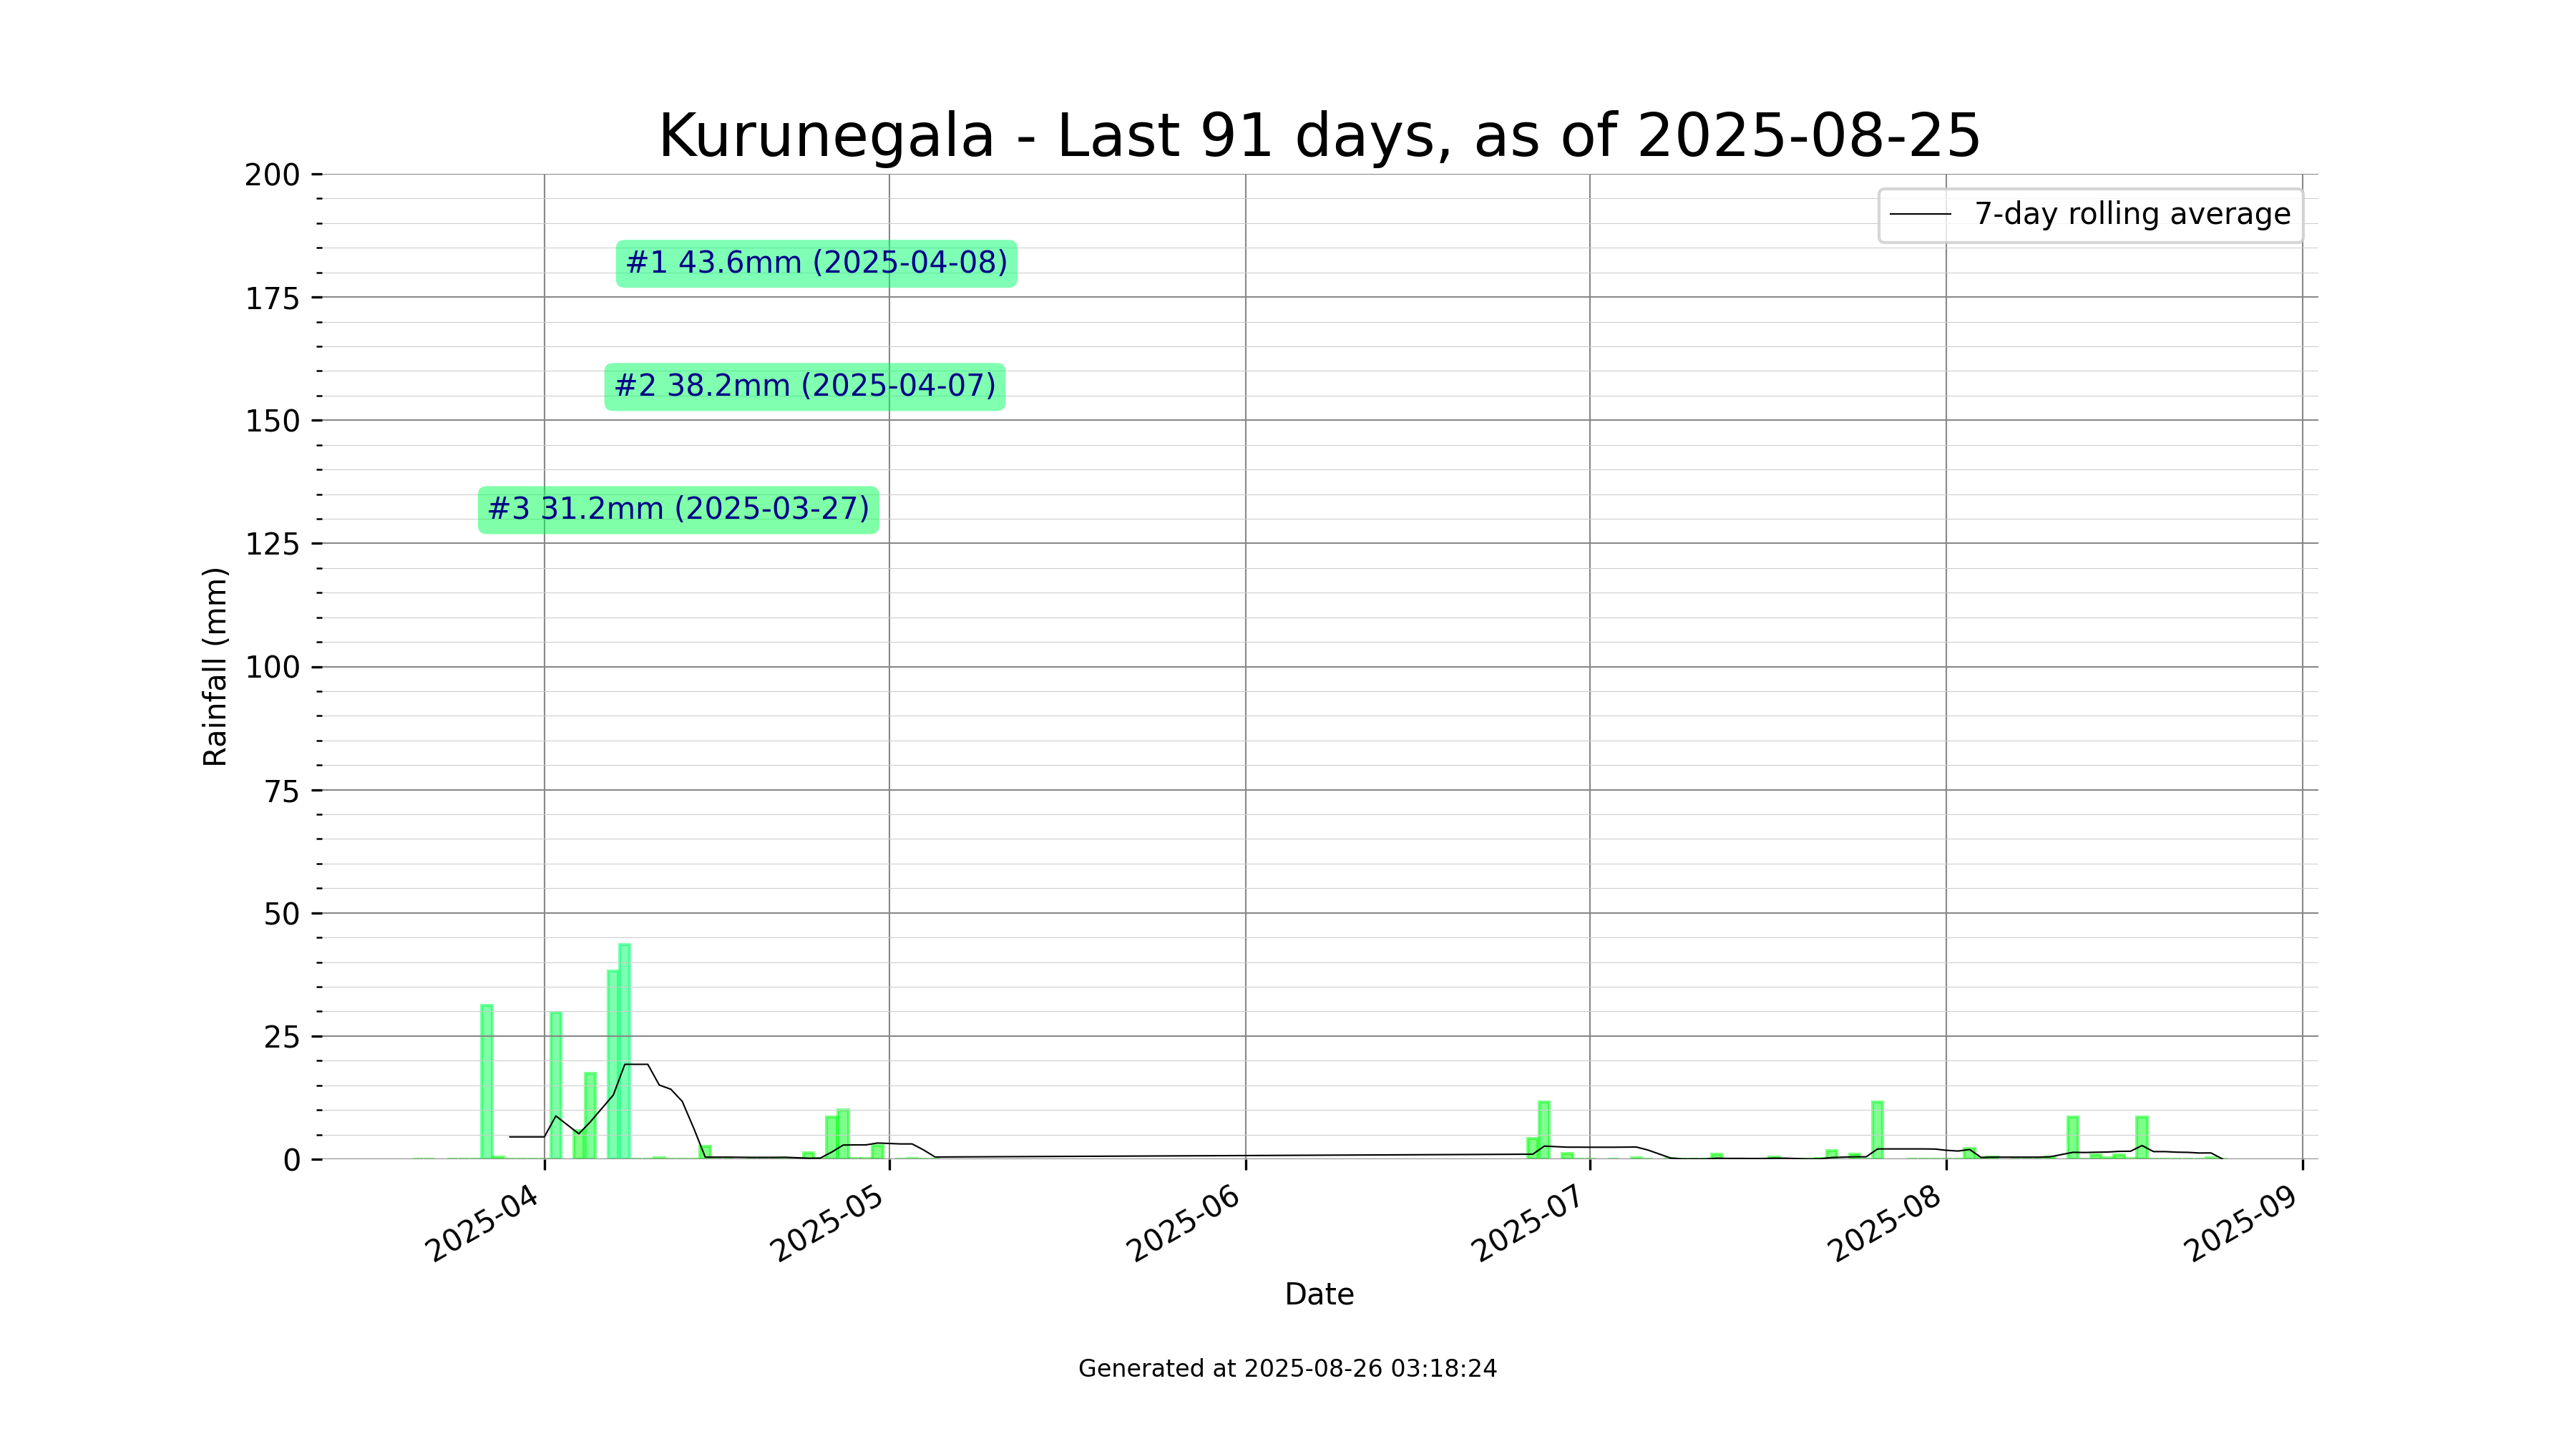 Kurunegala - Last 91 days, as of 2025-08-25
7-day rolling average
#1 43.6mm (2025-04-08)
#2 38.2mm (2025-04-07)
#3 31.2mm (2025-03-27)
Rainfall (mm)
200
175
150
125
100
75
50
25
0
2025-04
2025-05
2025-06
2025-07
2025-08
2025-09
Date
Generated at 2025-08-26 03:18:24